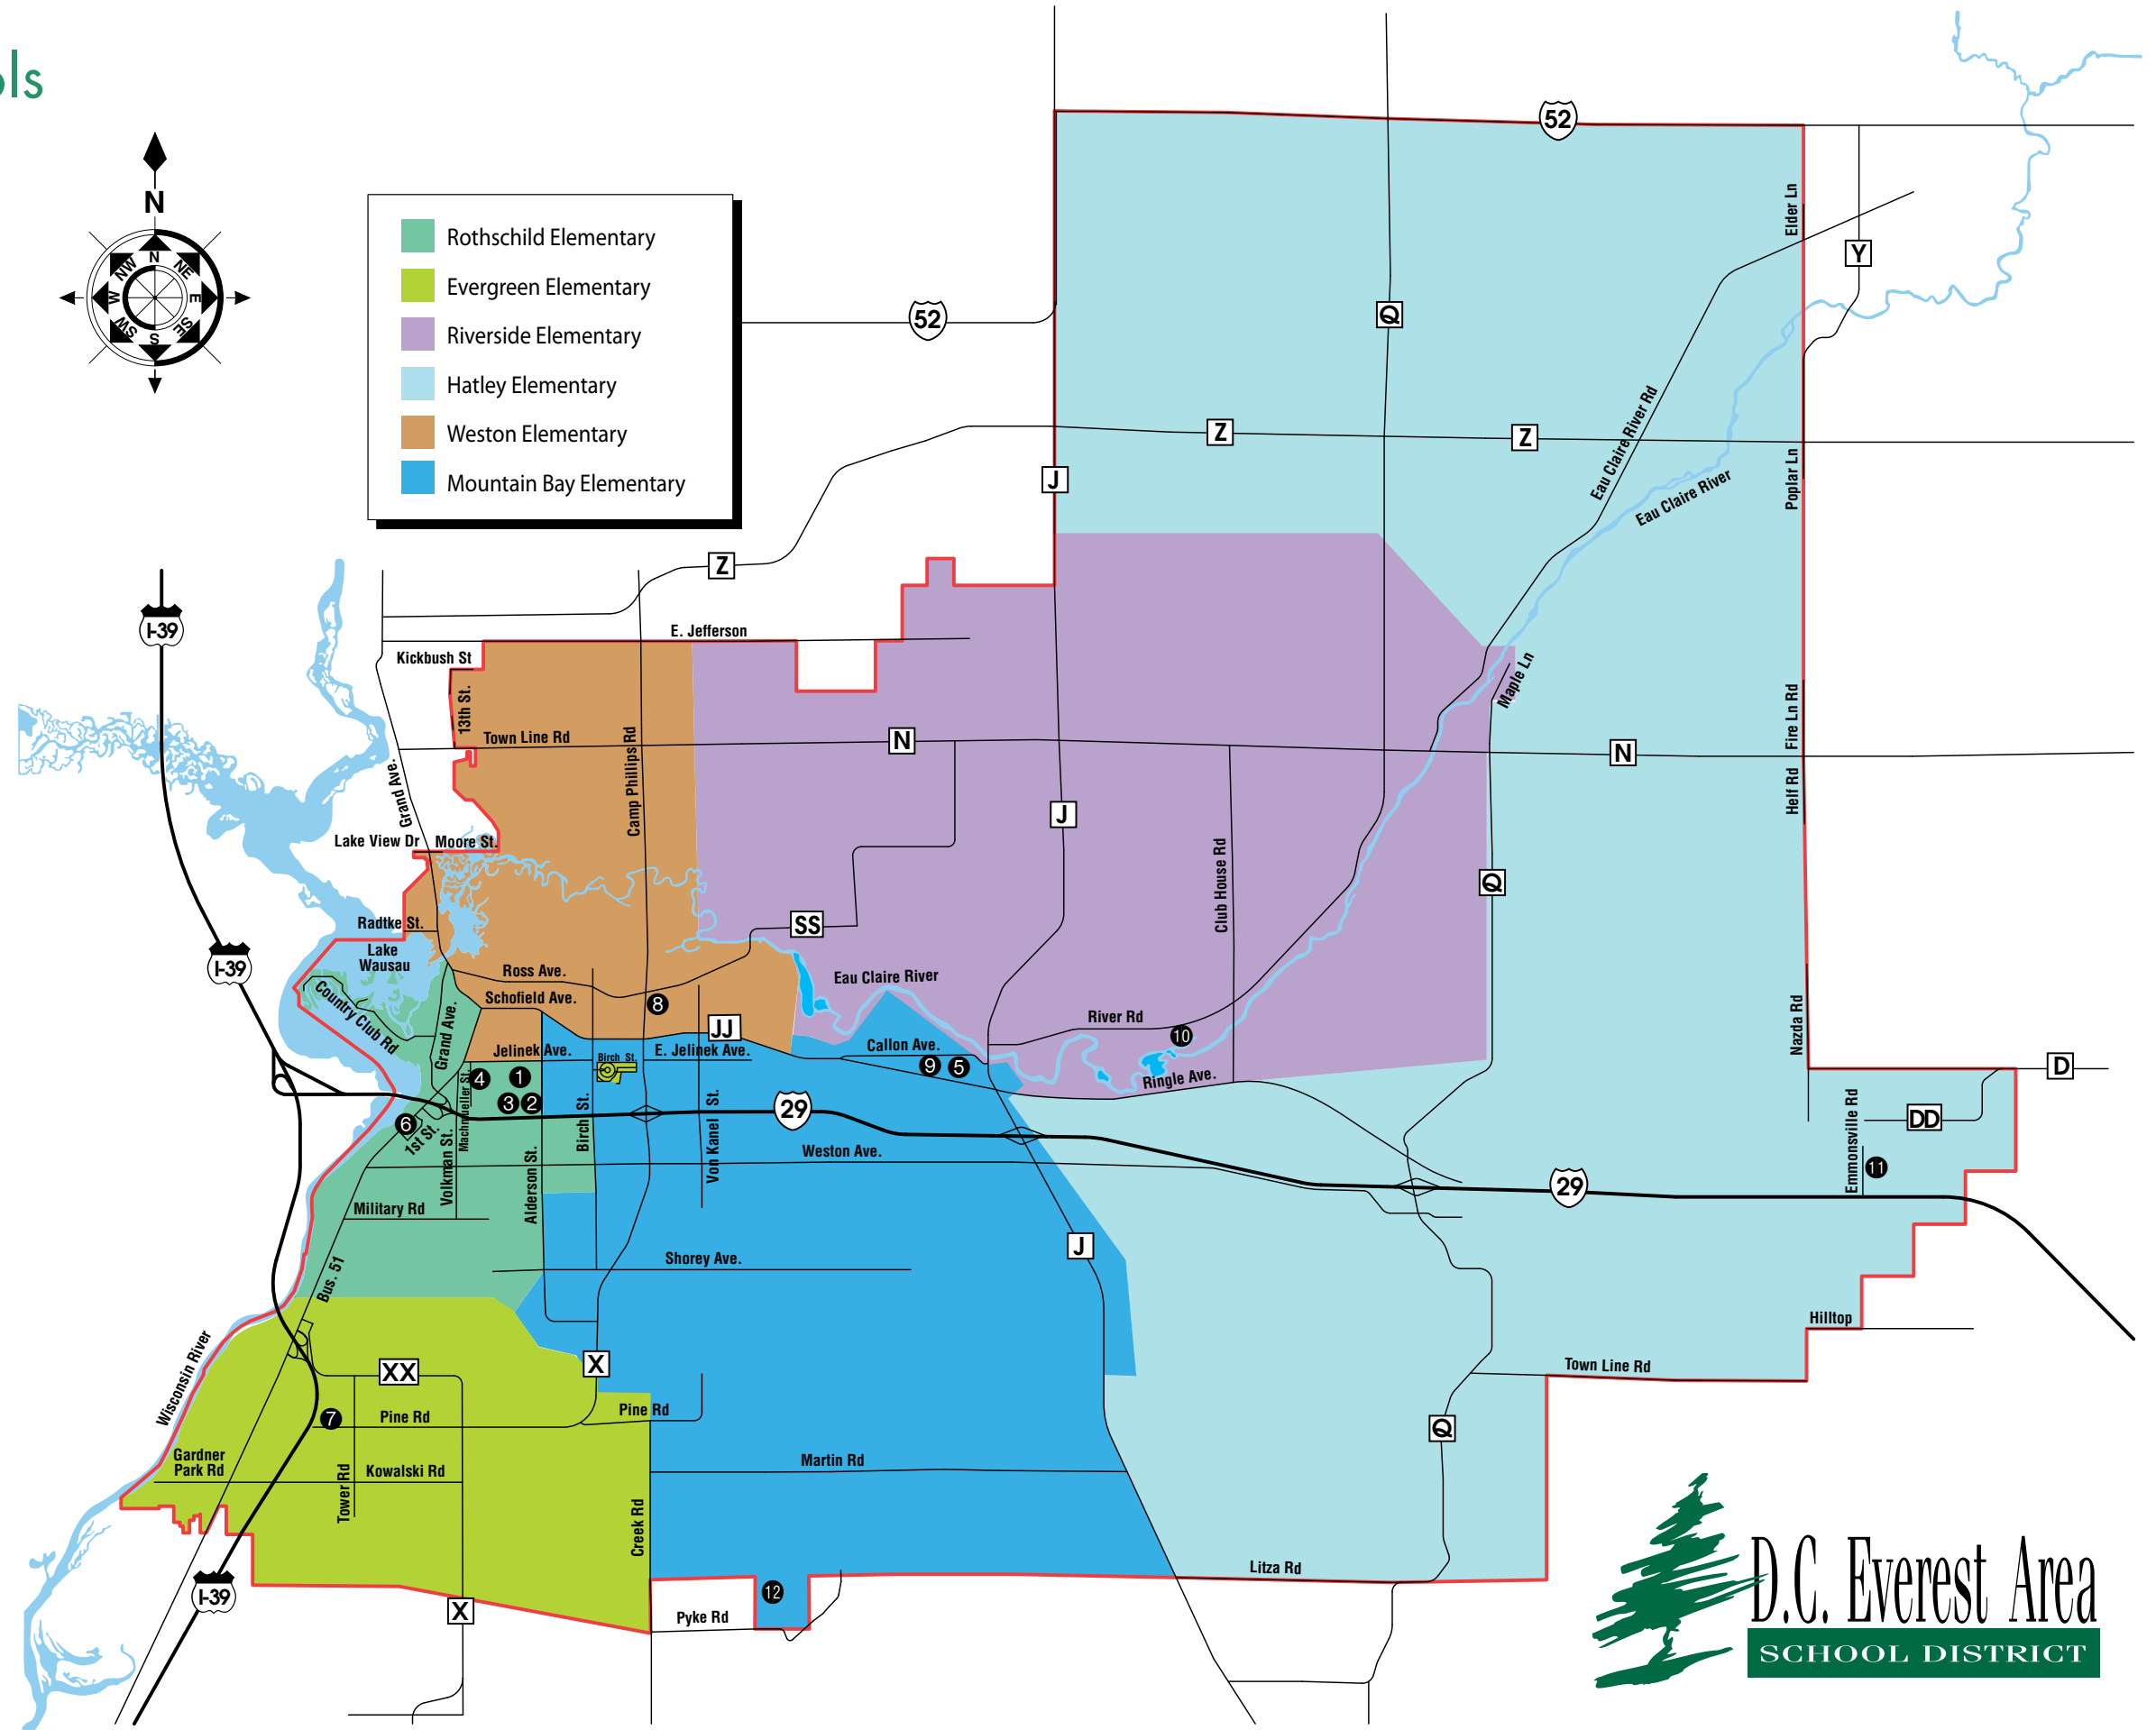 ols
N
N
NE
E
SE
S
SW
W
NW
Rothschild Elementary
Evergreen Elementary
Riverside Elementary
Hatley Elementary
Weston Elementary
Mountain Bay Elementary
52
52
Elder Ln
Y
Q
Z
Z
J
Eau Claire River Rd
Eau Claire River
Poplar Ln
Z
I-39
E. Jefferson
Kickbush St
13th St.
Maple Ln
Town Line Rd
N
N
Camp Phillips Rd
Fire Ln Rd
Helf Rd
Grand Ave.
J
Lake View Dr
Moore St.
Club House Rd
Q
Radtke St.
SS
Lake
Wausau
I-39
Ross Ave.
Eau Claire River
Country Club Rd
Schofield Ave.
8
Grand Ave.
JJ
River Rd
10
Nazda Rd
Jelinek Ave.
Birch St.
E. Jelinek Ave.
Callon Ave.
9
5
D
4
1
Machmueller St.
3
2
Ringle Ave.
Emmonsville Rd
DD
6
1st St.
Birch St.
Von Kanel St.
29
Volkman St.
Alderson St.
Weston Ave.
11
29
Military Rd
J
Shorey Ave.
Bus. 51
Hilltop
Wisconsin River
XX
X
Town Line Rd
7
Pine Rd
Pine Rd
Q
Gardner
Park Rd
Kowalski Rd
Tower Rd
Martin Rd
Creek Rd
Litza Rd
I-39
X
12
Pyke Rd
D.C. Everest Area
SCHOOL DISTRICT